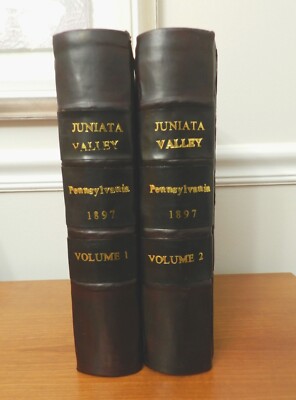 JUNIATA
VALLEY
Pennsylvania
1897
VOLUME 1
JUNIATA
VALLEY
Pennsylvania
1897
VOLUME 2